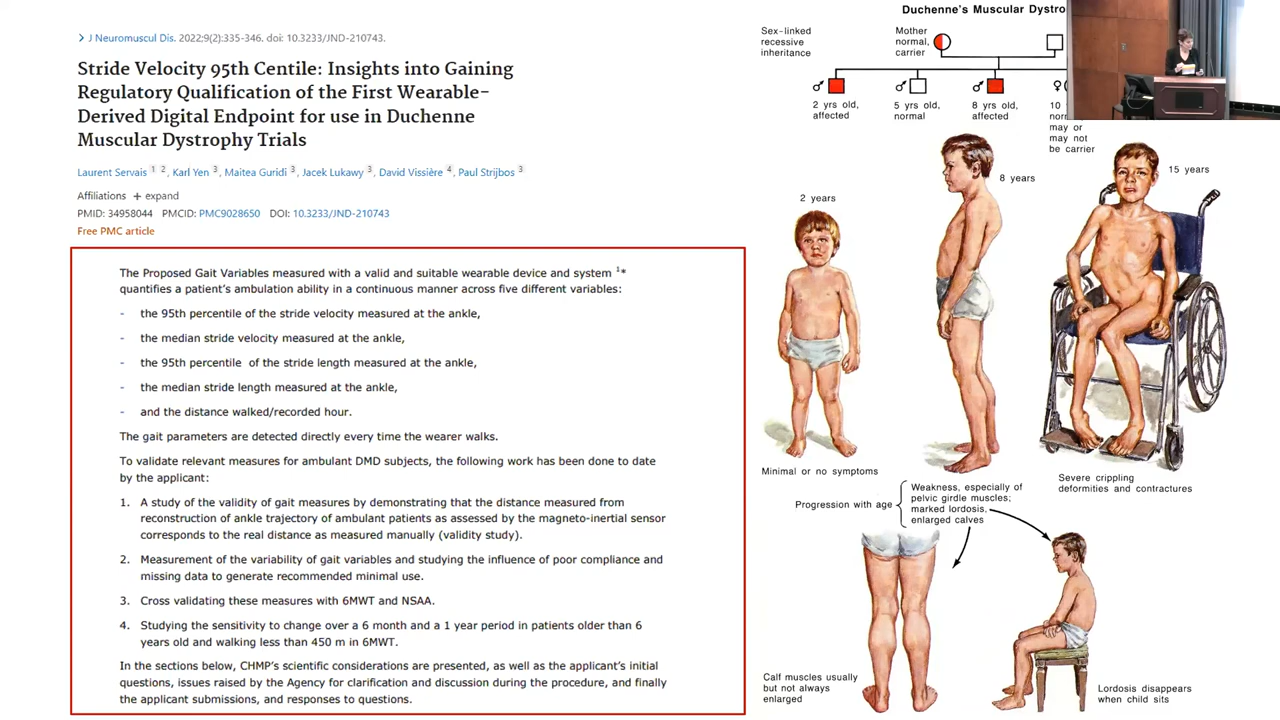 J Neuromuscul Dis. 2022;9(2):335-346. doi: 10.3233/JND-210743.
Stride Velocity 95th Centile: Insights into Gaining
Regulatory Qualification of the First Wearable-
Derived Digital Endpoint for use in Duchenne
Muscular Dystrophy Trials
Laurent Servais 1 2, Karl Yen 3, Maitea Guridi 3, Jacek Lukawy 3, David Vissière 4, Paul Strijbos 3
Affiliations + expand
PMID: 34958044 PMCID: PMC9028650 DOI: 10.3233/JND-210743
Free PMC article
The Proposed Gait Variables measured with a valid and suitable wearable device and system 1*
quantifies a patient's ambulation ability in a continuous manner across five different variables:
- the 95th percentile of the stride velocity measured at the ankle,
- the median stride velocity measured at the ankle,
- the 95th percentile of the stride length measured at the ankle,
- the median stride length measured at the ankle,
- and the distance walked/recorded hour.
The gait parameters are detected directly every time the wearer walks.
To validate relevant measures for ambulant DMD subjects, the following work has been done to date
by the applicant:
1. A study of the validity of gait measures by demonstrating that the distance measured from
reconstruction of ankle trajectory of ambulant patients as assessed by the magneto-inertial sensor
corresponds to the real distance as measured manually (validity study).
2. Measurement of the variability of gait variables and studying the influence of poor compliance and
missing data to generate recommended minimal use.
3. Cross validating these measures with 6MWT and NSAA.
4. Studying the sensitivity to change over a 6 month and a 1 year period in patients older than 6
years old and walking less than 450 m in 6MWT.
In the sections below, CHMP's scientific considerations are presented, as well as the applicant's initial
questions, issues raised by the Agency for clarification and discussion during the procedure, and finally
the applicant submissions, and responses to questions.
Duchenne's Muscular Dystro
Sex-linked
recessive
inheritance
Mother
normal,
carrier
♂
♂
♂
♀
2 yrs old,
affected
5 yrs old,
normal
8 yrs old,
affected
10
may or
may not
be carrier
2 years
8 years
15 years
Minimal or no symptoms
Progression with age
Weakness, especially of
pelvic girdle muscles;
marked lordosis,
enlarged calves
Severe crippling
deformities and contractures
Calf muscles usually
but not always
enlarged
Lordosis disappears
when child sits